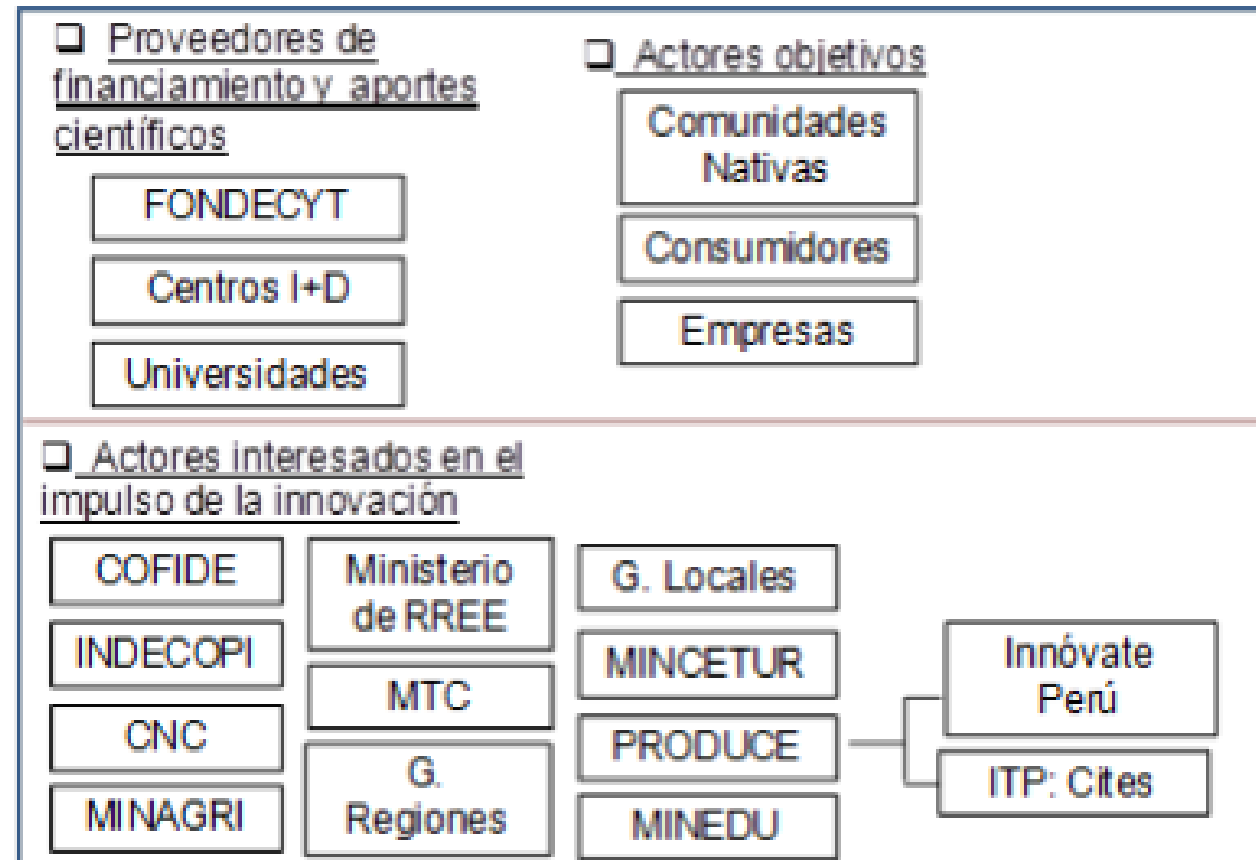 Proveedores de
financiamiento y aportes
científicos
FONDECYT
Centros I+D
Universidades
Actores objetivos
Comunidades
Nativas
Consumidores
Empresas
Actores interesados en el
impulso de la innovación
COFIDE
INDECOPI
CNC
MINAGRI
Ministerio
de RREE
MTC
G.
Regiones
G. Locales
MINCETUR
PRODUCE
MINEDU
Innóvate
Perú
ITP: Cites